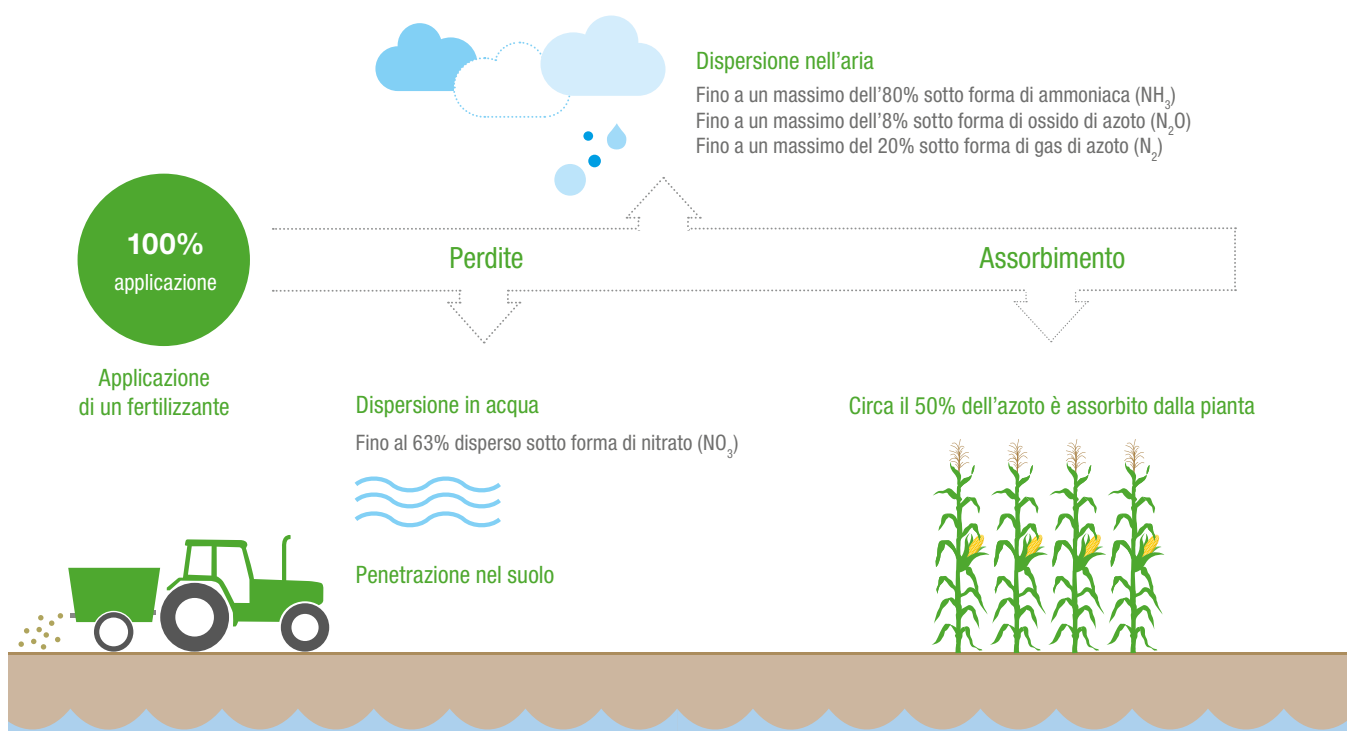 Dispersione nell'aria
Fino a un massimo dell'80% sotto forma di ammoniaca (NH₃)
Fino a un massimo dell'8% sotto forma di ossido di azoto (N₂O)
Fino a un massimo del 20% sotto forma di gas di azoto (N₂)
100%
applicazione
Perdite
Assorbimento
Applicazione
di un fertilizzante
Dispersione in acqua
Fino al 63% disperso sotto forma di nitrato (NO₃)
Penetrazione nel suolo
Circa il 50% dell'azoto è assorbito dalla pianta